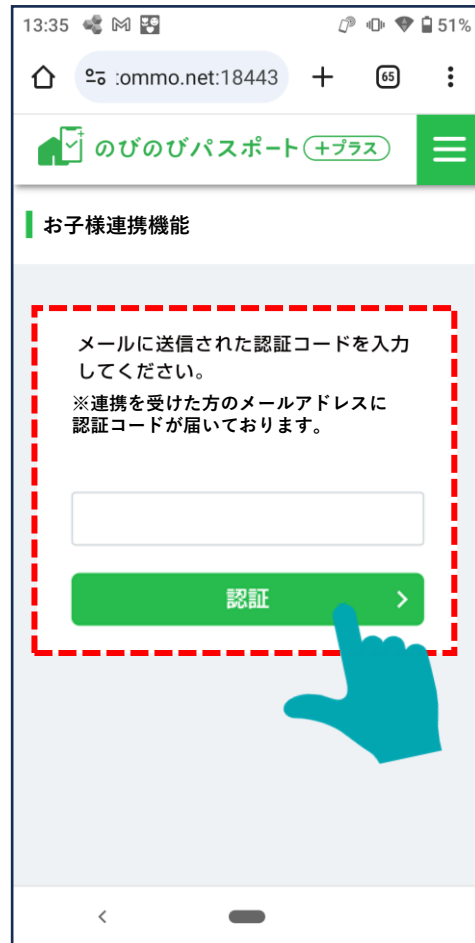 13:35
51%
:ommo.net:18443
65
のびのびパスポート +プラス
お子様連携機能
メールに送信された認証コードを入力
してください。
※連携を受けた方のメールアドレスに
認証コードが届いております。
認証